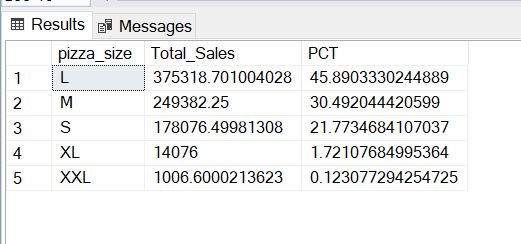 Results Messages
pizza_size Total_Sales PCT
1 L 375318.701004028 45.8903330244889
2 M 249382.25 30.492044420599
3 S 178076.49981308 21.7734684107037
4 XL 14076 1.72107684995364
5 XXL 1006.6000213623 0.123077294254725